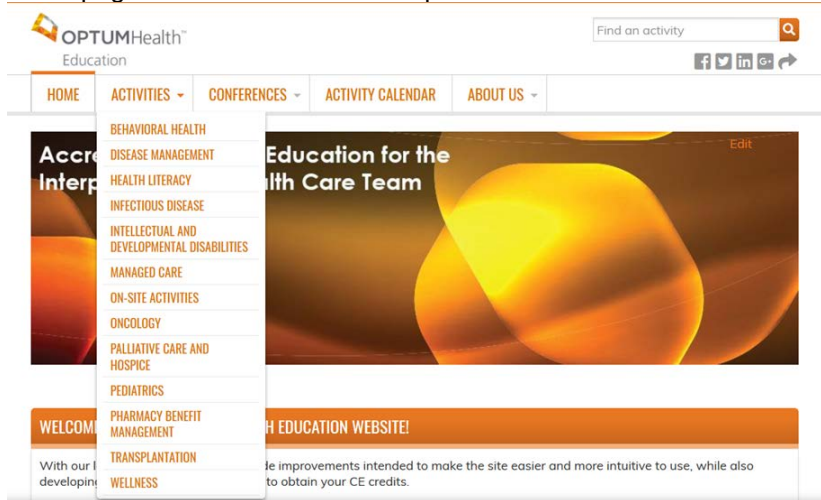 OPTUMHealth™
Education
Find an activity
HOME ACTIVITIES CONFERENCES ACTIVITY CALENDAR ABOUT US
BEHAVIORAL HEALTH
DISEASE MANAGEMENT
HEALTH LITERACY
INFECTIOUS DISEASE
INTELLECTUAL AND
DEVELOPMENTAL DISABILITIES
MANAGED CARE
ON-SITE ACTIVITIES
ONCOLOGY
PALLIATIVE CARE AND
HOSPICE
PEDIATRICS
PHARMACY BENEFIT
MANAGEMENT
TRANSPLANTATION
WELLNESS
Edit
Accre Education for the
Interp lth Care Team
WELCOM H EDUCATION WEBSITE!
With our l de improvements intended to make the site easier and more intuitive to use, while also
developing to obtain your CE credits.